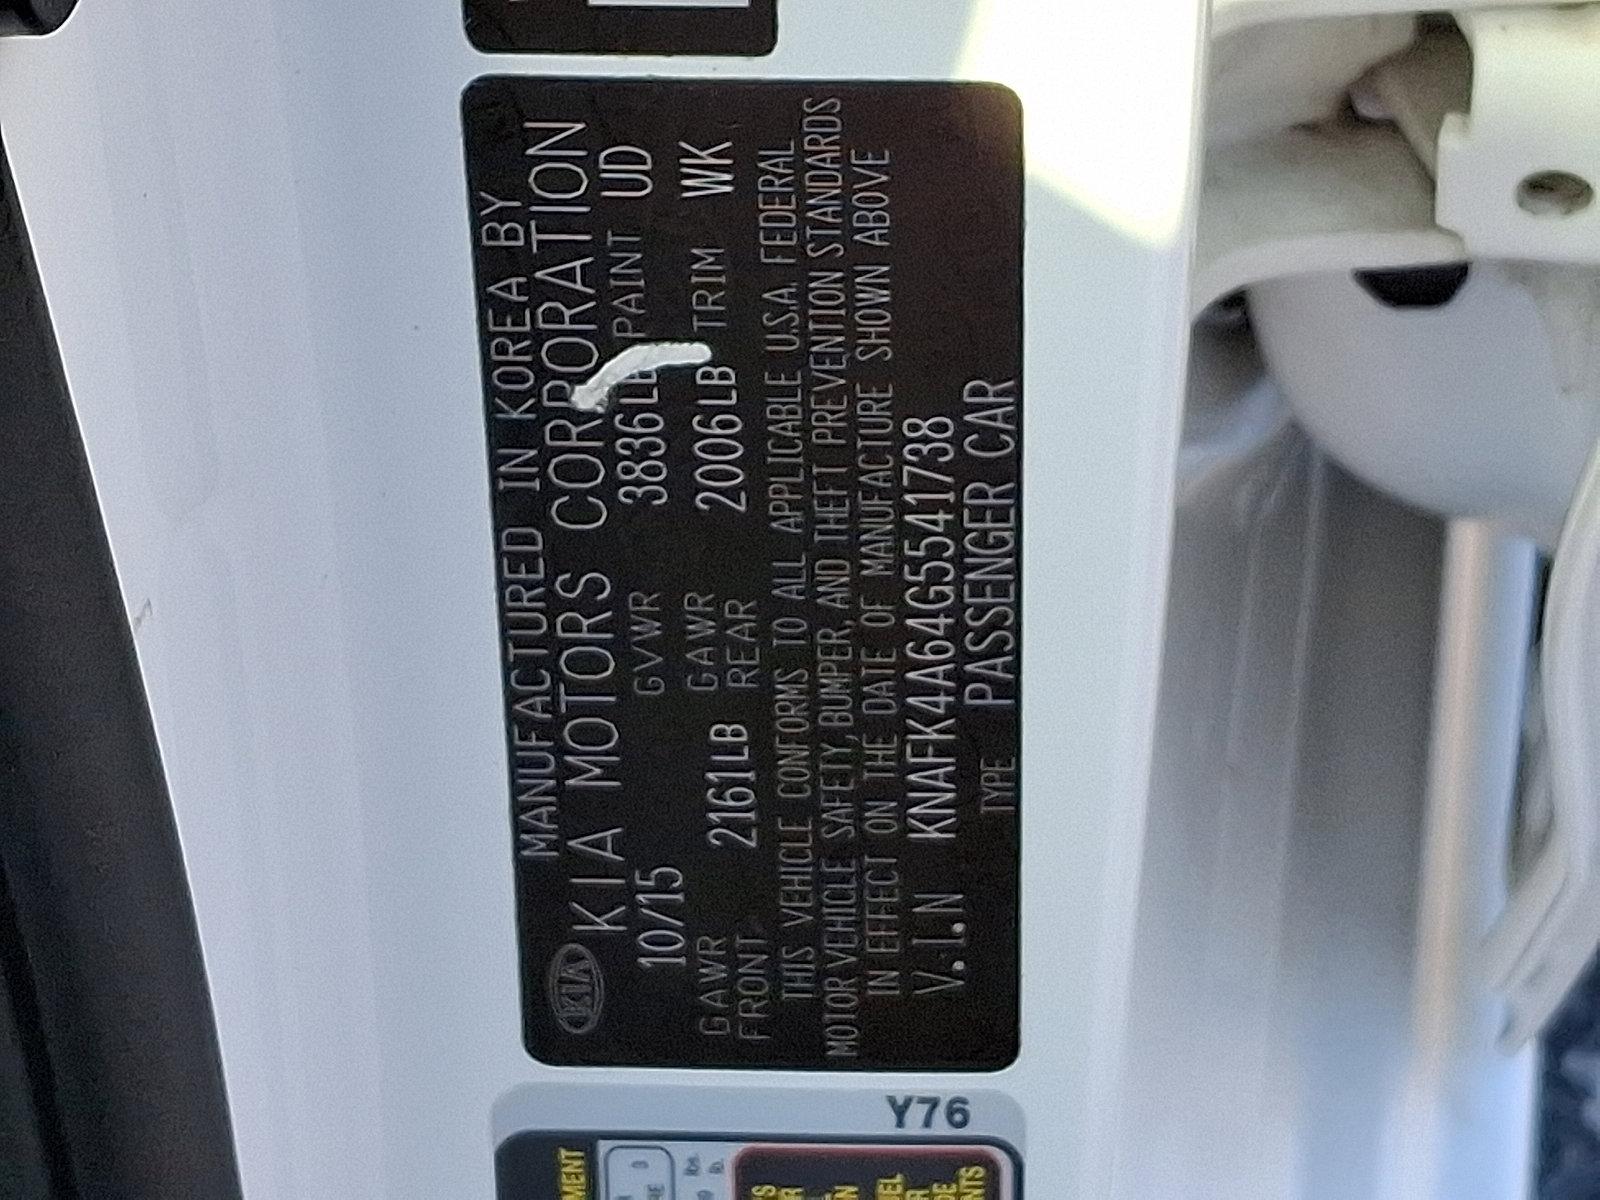 MANUFACTURED IN KOREA BY
KIA
KIA MOTORS CORPORATION
10/15 GVWR 3836LB PAINT UD
GAWR FRONT 2161LB GAWR REAR 2006LB TRIM WK
THIS VEHICLE CONFORMS TO ALL APPLICABLE U.S.A. FEDERAL
MOTOR VEHICLE SAFETY, BUMPER, AND THEFT PREVENTION STANDARDS
IN EFFECT ON THE DATE OF MANUFACTURE SHOWN ABOVE
V.I.N KNAFK4A64G5541738
TYPE PASSENGER CAR
Y76